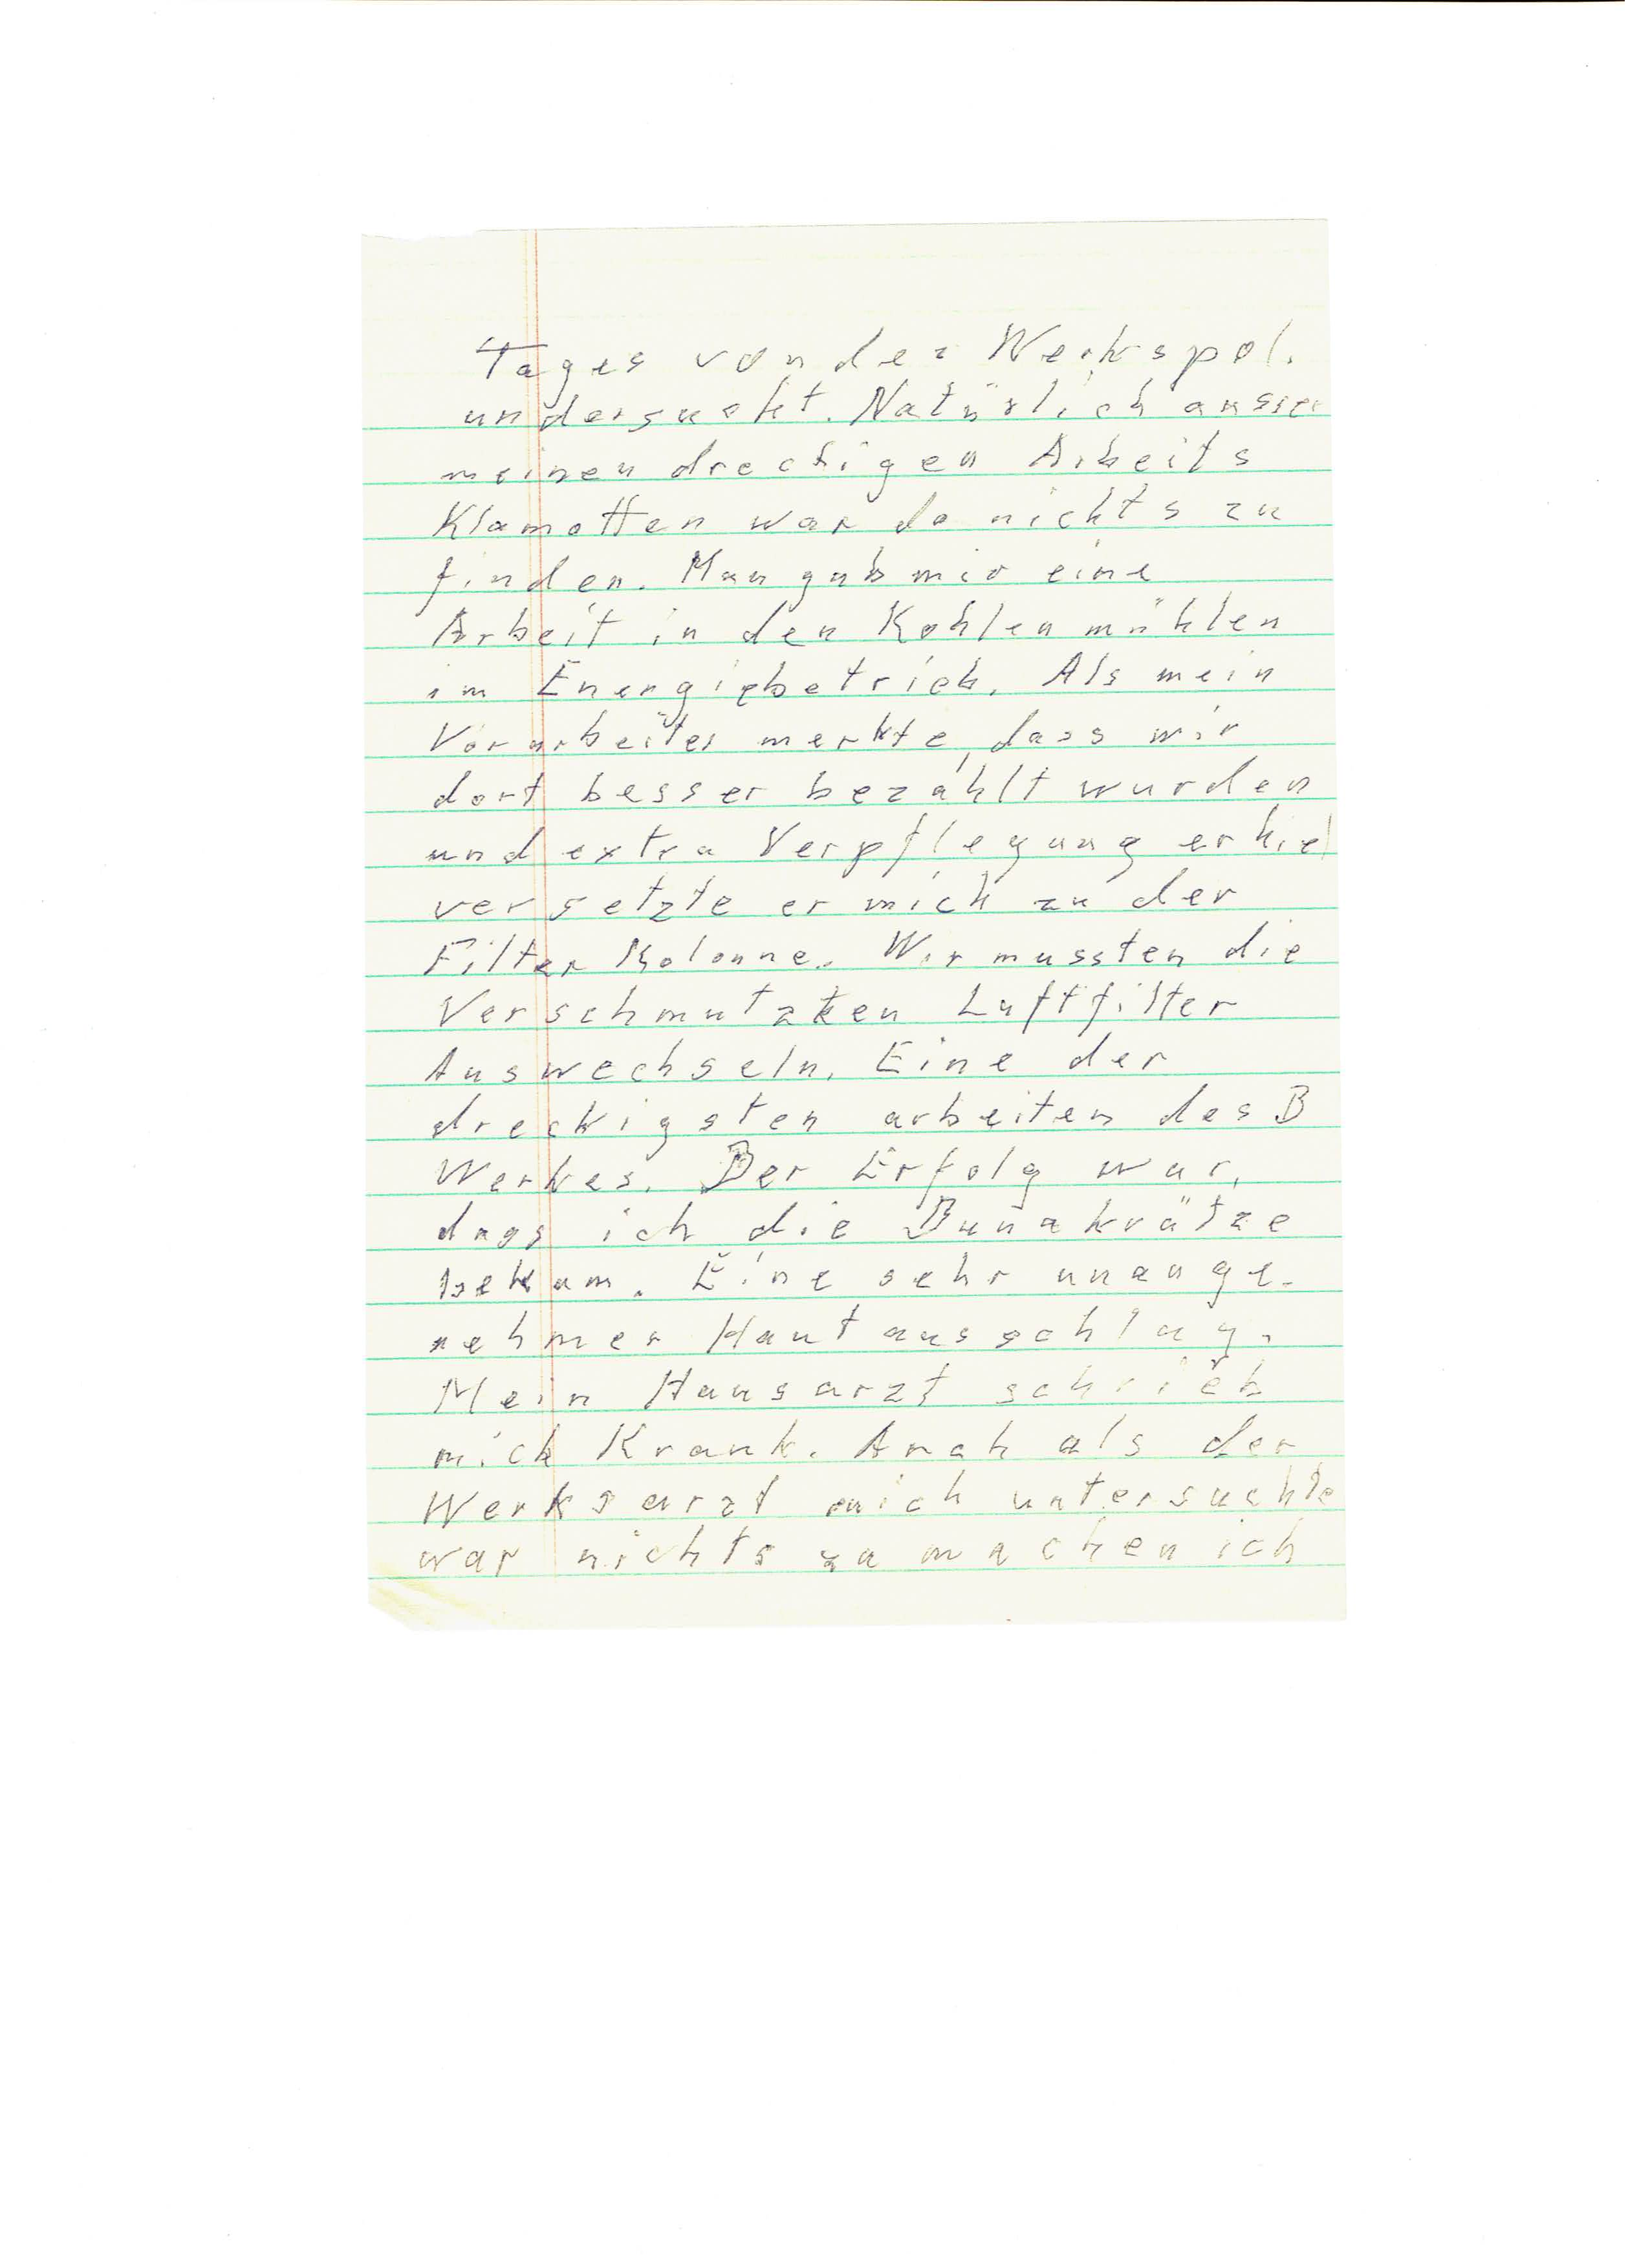 Tages von der Werkspol.
undersucht. Natürlich ausser
meinen dreckigen Arbeits
Klamotten war da nichts zu
finden. Man gab mir eine
Arbeit in den Kohlenmühlen
im Energiebetrieb. Als mein
Vorarbeiter merkte, dass wir
dort besser bezahlt wurden
und extra Verpflegung erhiel
versetzte er mich zu der
Filter Kolonne. Wir mussten die
Verschmutzten Luftfilter
Auswechseln. Eine der
dreckigsten arbeiten des B
Werkes. Der Erfolg war,
dass ich die Bunakrätze
bekam. Eine sehr unange-
nehmer Hautausschlag.
Mein Hausarzt schrieb
mich Krank. Auch als der
Werksarzt mich untersuchte
war nichts zu machen ich